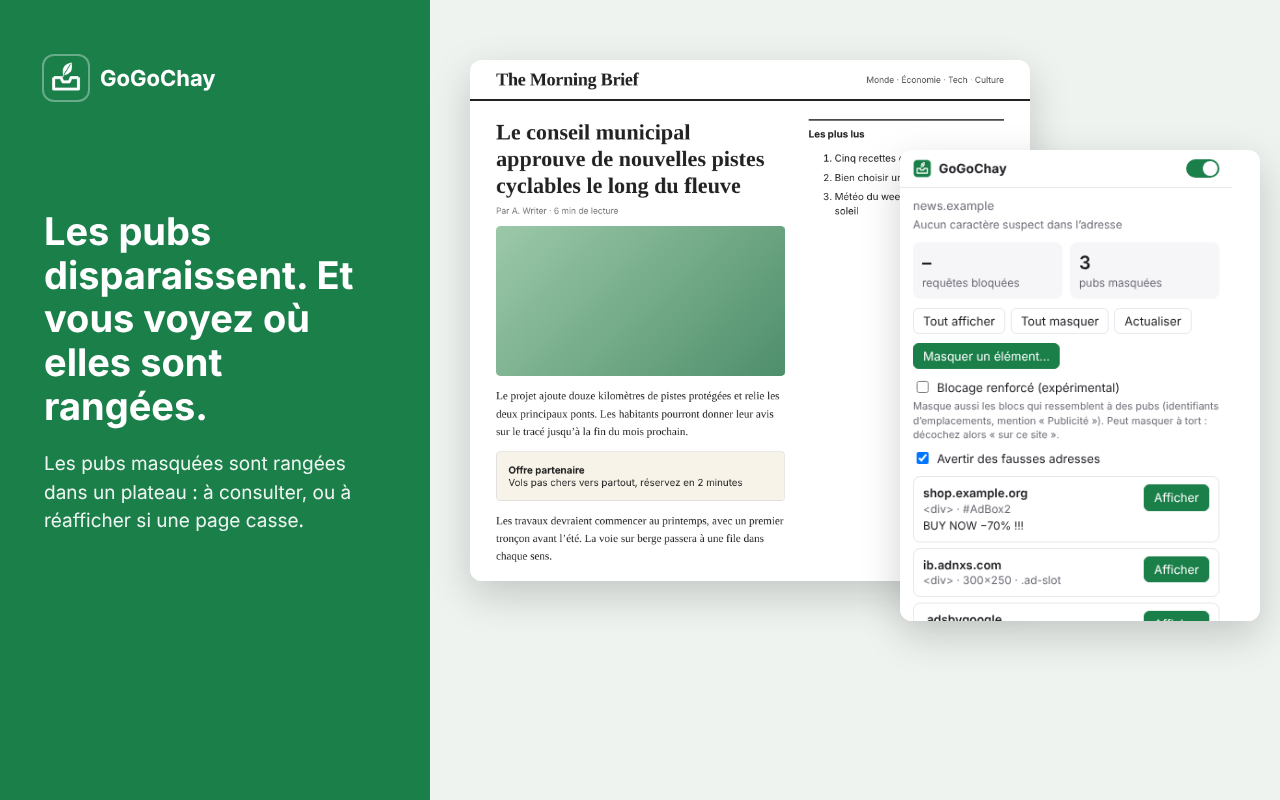 GoGoChay
Les pubs
disparaissent. Et
vous voyez où
elles sont
rangées.
Les pubs masquées sont rangées
dans un plateau : à consulter, ou à
réafficher si une page casse.
The Morning Brief
Monde · Économie · Tech · Culture
Le conseil municipal
approuve de nouvelles pistes
cyclables le long du fleuve
Par A. Writer · 6 min de lecture
Le projet ajoute douze kilomètres de pistes protégées et relie les
deux principaux ponts. Les habitants pourront donner leur avis
sur le tracé jusqu’à la fin du mois prochain.
Offre partenaire
Vols pas chers vers partout, réservez en 2 minutes
Les travaux devraient commencer au printemps, avec un premier
tronçon avant l’été. La voie sur berge passera à une file dans
chaque sens.
Les plus lus
1. Cinq recettes
2. Bien choisir
3. Météo du
soleil
GoGoChay
news.example
Aucun caractère suspect dans l’adresse
–
requêtes bloquées
3
pubs masquées
Tout afficher
Tout masquer
Actualiser
Masquer un élément...
Blocage renforcé (expérimental)
Masque aussi les blocs qui ressemblent à des pubs (identifiants
d’emplacements, mention « Publicité »). Peut masquer à tort :
décochez alors « sur ce site ».
Avertir des fausses adresses
shop.example.org
<div> · #AdBox2
BUY NOW −70% !!!
Afficher
ib.adnxs.com
<div> · 300×250 · .ad-slot
Afficher